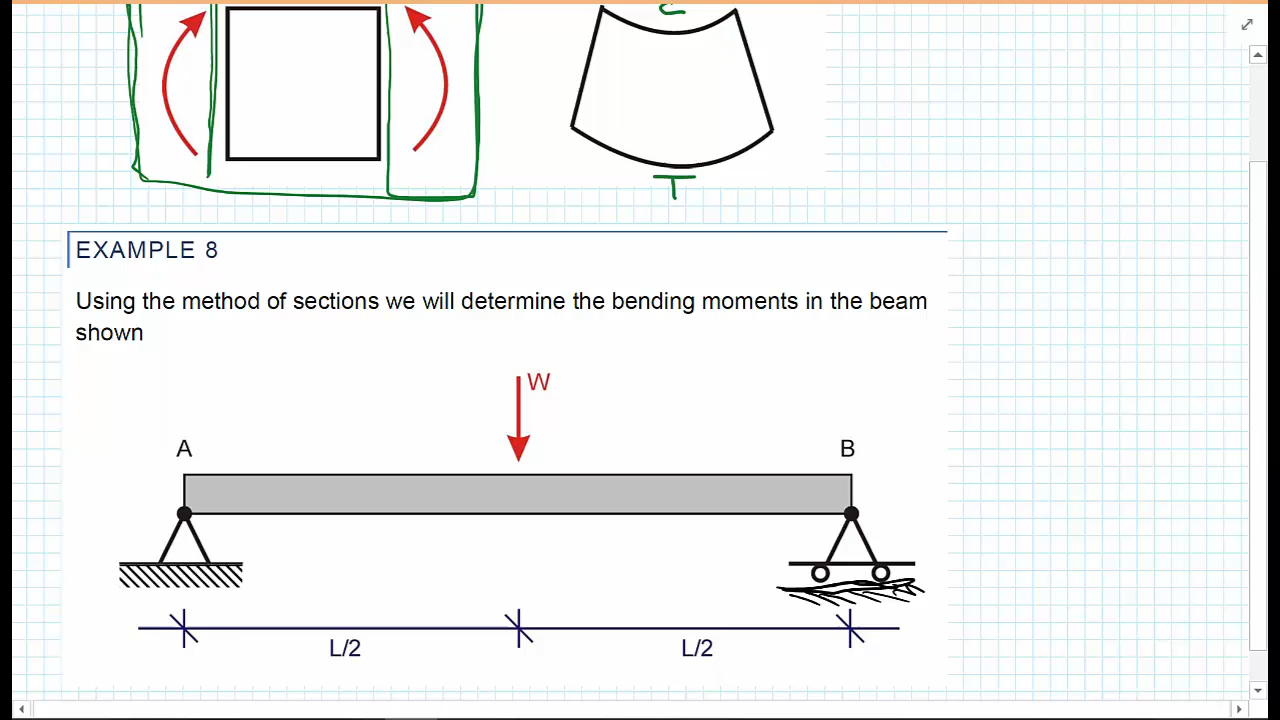 T
EXAMPLE 8
Using the method of sections we will determine the bending moments in the beam
shown
W
A
B
L/2
L/2